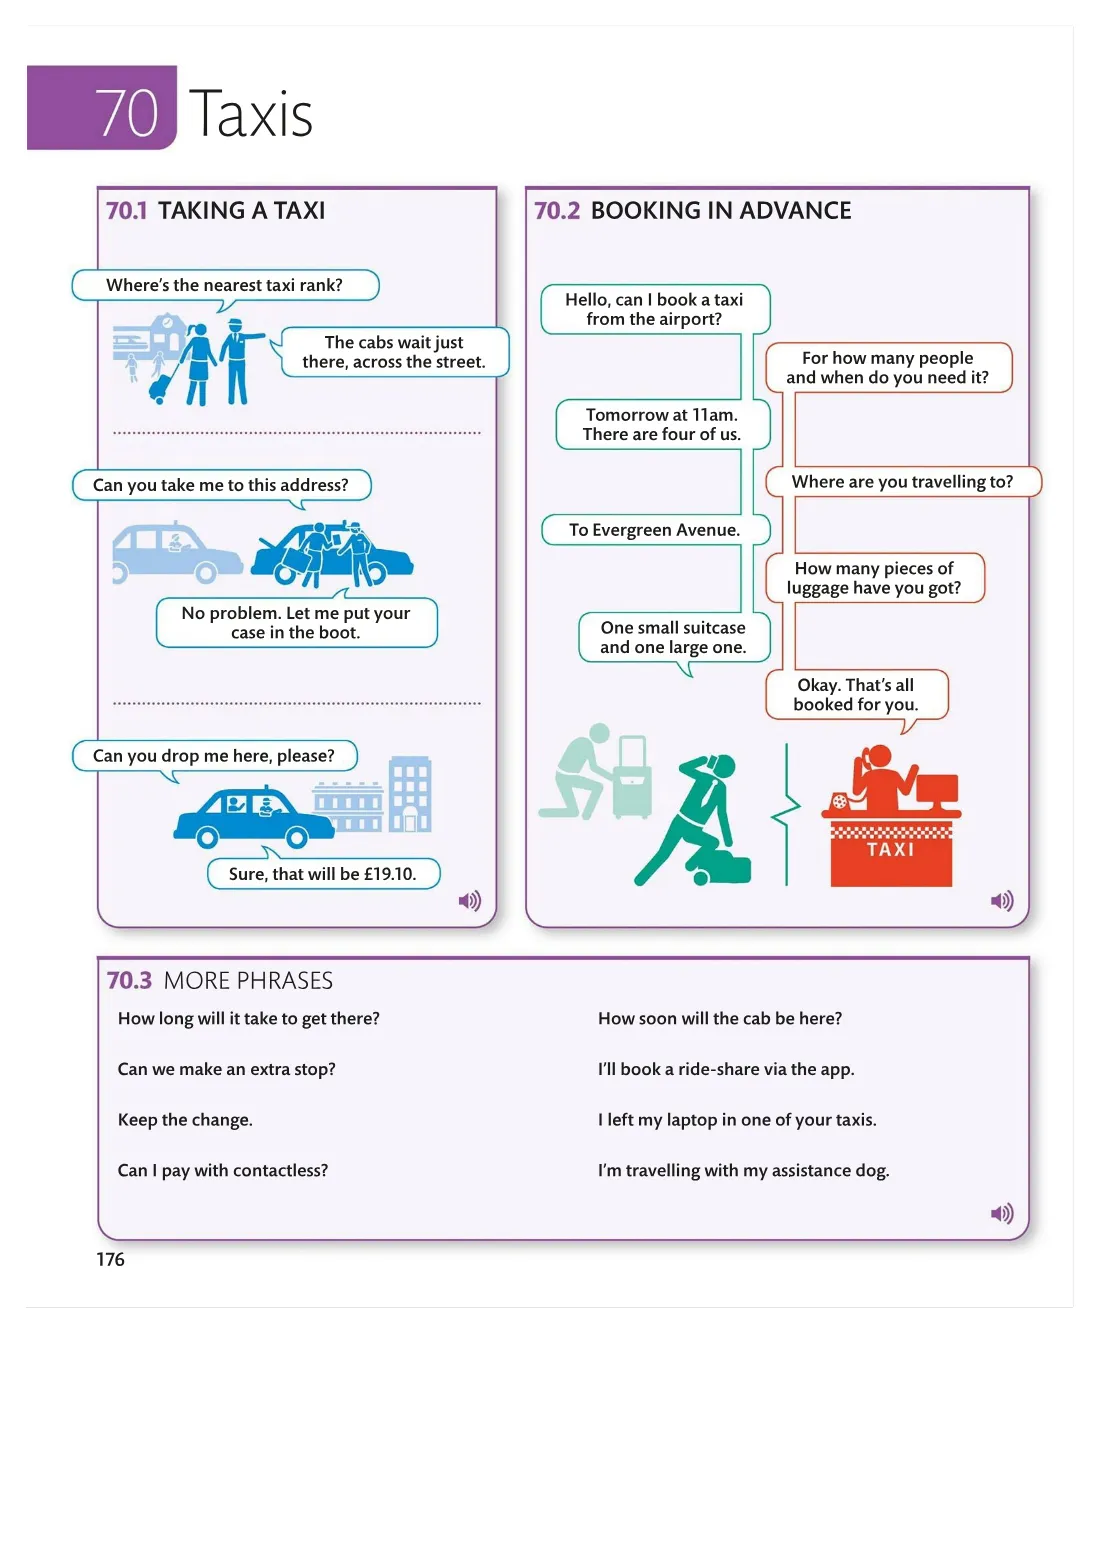 70 Taxis
70.1 TAKING A TAXI
Where's the nearest taxi rank?
The cabs wait just
there, across the street.
Can you take me to this address?
No problem. Let me put your
case in the boot.
Can you drop me here, please?
Sure, that will be £19.10.
70.2 BOOKING IN ADVANCE
Hello, can I book a taxi
from the airport?
For how many people
and when do you need it?
Tomorrow at 11am.
There are four of us.
Where are you travelling to?
To Evergreen Avenue.
How many pieces of
luggage have you got?
One small suitcase
and one large one.
Okay. That's all
booked for you.
TAXI
70.3 MORE PHRASES
How long will it take to get there?
Can we make an extra stop?
Keep the change.
Can I pay with contactless?
How soon will the cab be here?
I'll book a ride-share via the app.
I left my laptop in one of your taxis.
I'm travelling with my assistance dog.
176